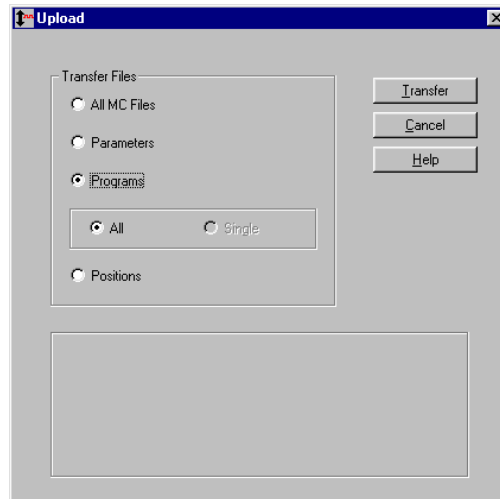 Upload
Transfer Files
All MC Files
Parameters
Programs
All
Single
Positions
Transfer
Cancel
Help